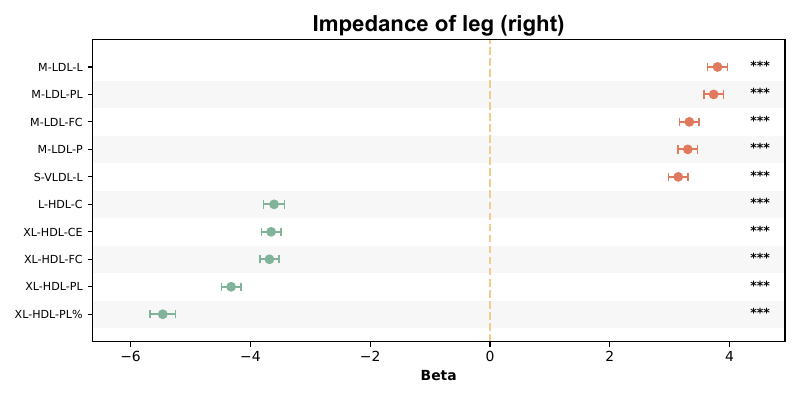 Impedance of leg (right)
M-LDL-L ***
M-LDL-PL ***
M-LDL-FC ***
M-LDL-P ***
S-VLDL-L ***
L-HDL-C ***
XL-HDL-CE ***
XL-HDL-FC ***
XL-HDL-PL ***
XL-HDL-PL% ***
−6 −4 −2 0 2 4
Beta